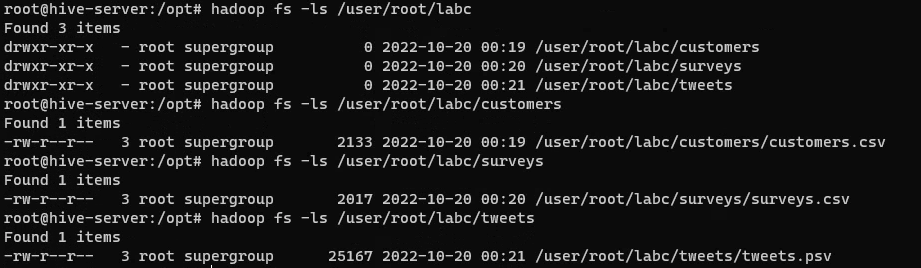 root@hive-server:/opt# hadoop fs -ls /user/root/labc
Found 3 items
drwxr-xr-x   - root supergroup          0 2022-10-20 00:19 /user/root/labc/customers
drwxr-xr-x   - root supergroup          0 2022-10-20 00:20 /user/root/labc/surveys
drwxr-xr-x   - root supergroup          0 2022-10-20 00:21 /user/root/labc/tweets
root@hive-server:/opt# hadoop fs -ls /user/root/labc/customers
Found 1 items
-rw-r--r--   3 root supergroup       2133 2022-10-20 00:19 /user/root/labc/customers/customers.csv
root@hive-server:/opt# hadoop fs -ls /user/root/labc/surveys
Found 1 items
-rw-r--r--   3 root supergroup       2017 2022-10-20 00:20 /user/root/labc/surveys/surveys.csv
root@hive-server:/opt# hadoop fs -ls /user/root/labc/tweets
Found 1 items
-rw-r--r--   3 root supergroup      25167 2022-10-20 00:21 /user/root/labc/tweets/tweets.psv